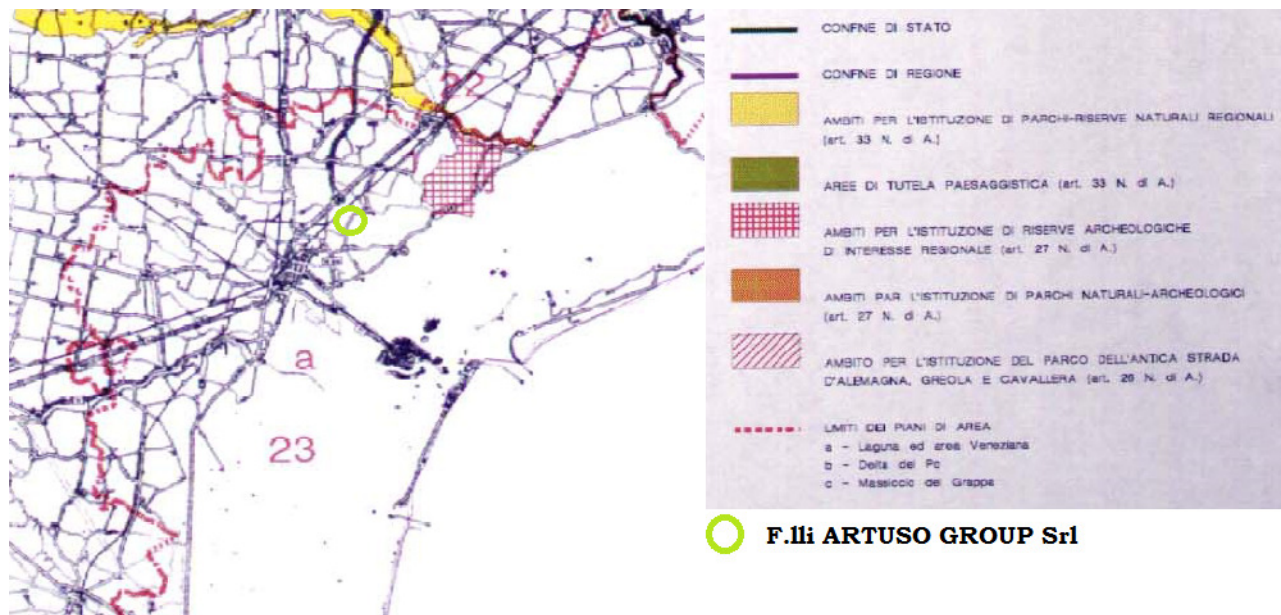 22
a
23
CONFINE DI STATO
CONFINE DI REGIONE
AMBITI PER L'ISTITUZIONE DI PARCHI-RISERVE NATURALI REGIONALI
(art. 33 N. di A.)
AREE DI TUTELA PAESAGGISTICA (art. 33 N. di A.)
AMBITI PER L'ISTITUZIONE DI RISERVE ARCHEOLOGICHE
D' INTERESSE REGIONALE (art. 27 N. di A.)
AMBITI PAR L'ISTITUZIONE DI PARCHI NATURALI-ARCHEOLOGICI
(art. 27 N. di A.)
AMBITO PER L'ISTITUZIONE DEL PARCO DELL'ANTICA STRADA
D'ALEMAGNA, GREOLA E CAVALLERA (art. 26 N. di A.)
LIMITI DEI PIANI DI AREA
a - Laguna ed area Veneziana
b - Delta del Po
c - Massiccio del Grappa
F.lli ARTUSO GROUP Srl